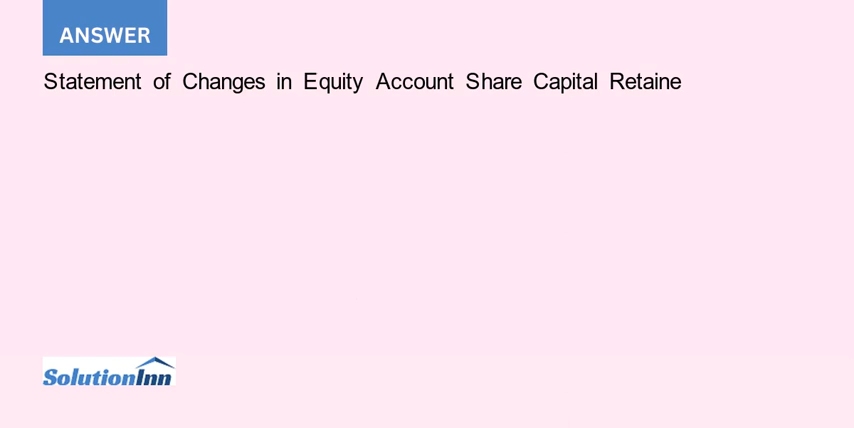 ANSWER
Statement of Changes in Equity Account Share Capital Retaine
SolutionInn